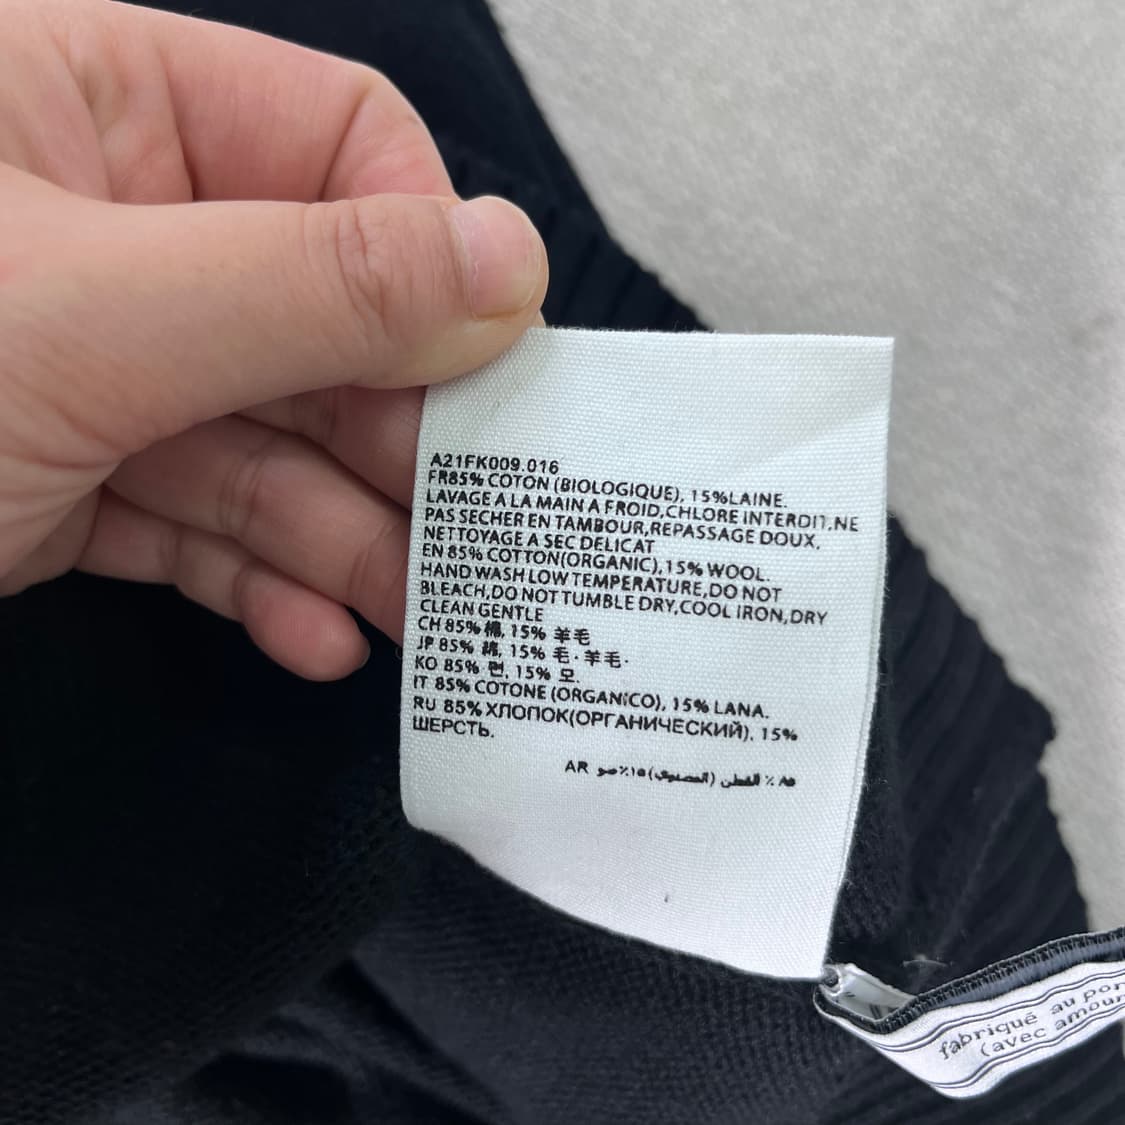 A21FK009.016
FR85% COTON (BIOLOGIQUE), 15%LAINE.
LAVAGE A LA MAIN A FROID,CHLORE INTERDIT.NE
PAS SECHER EN TAMBOUR,REPASSAGE DOUX.
NETTOYAGE A SEC DELICAT
EN 85% COTTON(ORGANIC),15% WOOL.
HAND WASH LOW TEMPERATURE,DO NOT
BLEACH,DO NOT TUMBLE DRY,COOL IRON,DRY
CLEAN GENTLE
CH 85% 棉, 15% 羊毛
JP 85% 綿, 15% 毛·羊毛·
KO 85% 면, 15% 모.
IT 85% COTONE (ORGANICO), 15% LANA.
RU 85% ХЛОПОК(ОРГАНИЧЕСКИЙ), 15%
ШЕРСТЬ.
AR ٨٥ ٪ القطن ١٥٪
fabriqué au
(avec amour